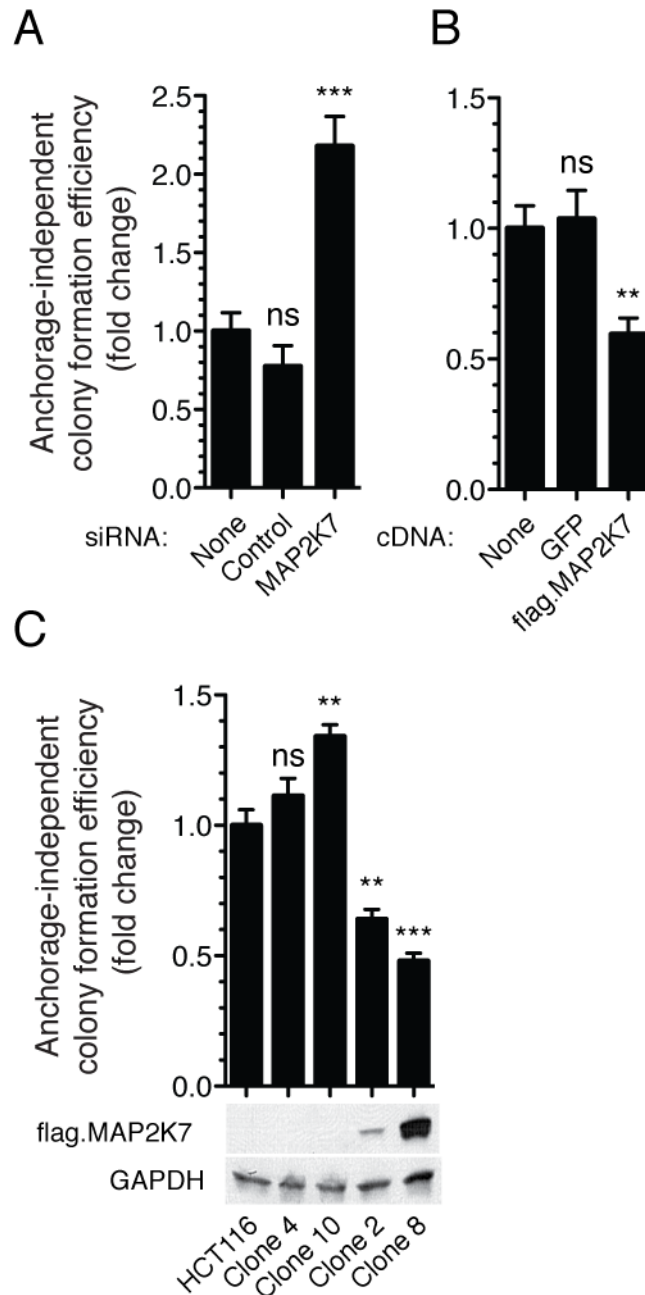 A
Anchorage-independent
colony formation efficiency
(fold change)
2.5
2.0
1.5
1.0
0.5
0.0
ns
***
siRNA:
None
Control
MAP2K7
B
1.5
1.0
0.5
0.0
ns
**
cDNA:
None
GFP
flag.MAP2K7
C
Anchorage-independent
colony formation efficiency
(fold change)
1.5
1.0
0.5
0.0
ns
**
**
***
flag.MAP2K7
GAPDH
HCT116
Clone 4
Clone 10
Clone 2
Clone 8